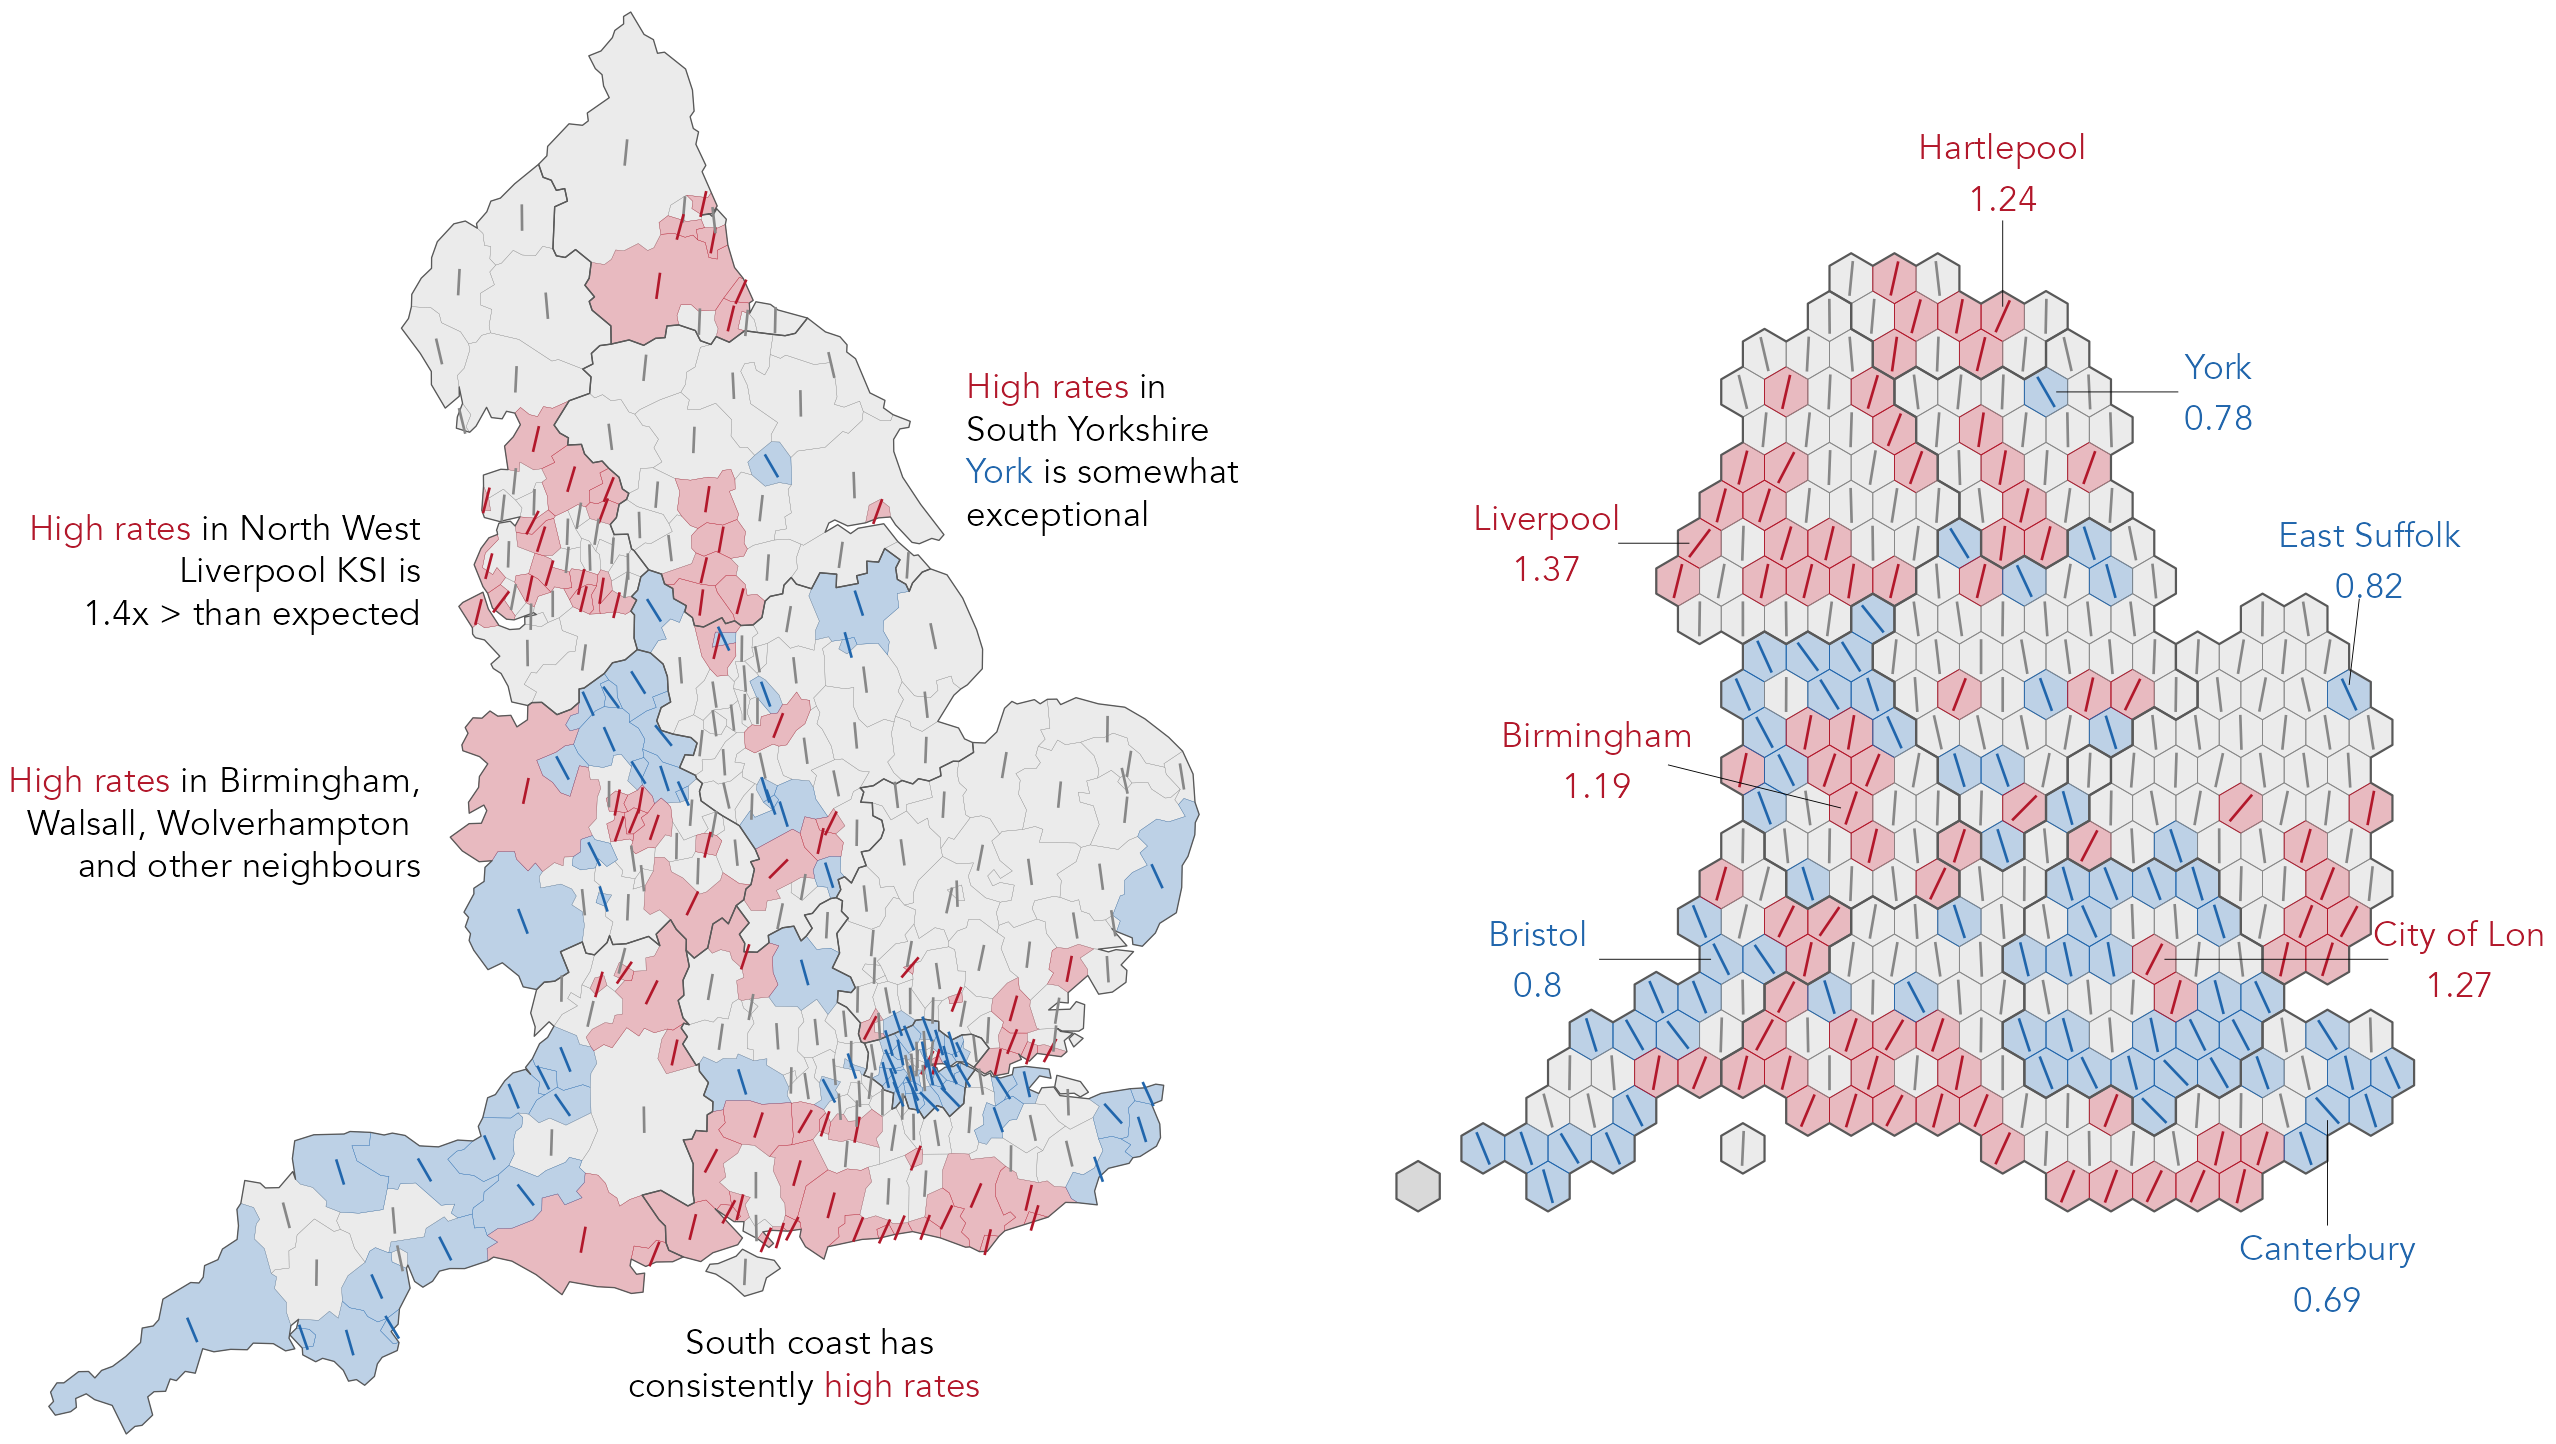 High rates in
South Yorkshire
York is somewhat
exceptional
High rates in North West
Liverpool KSI is
1.4x > than expected
High rates in Birmingham,
Walsall, Wolverhampton
and other neighbours
South coast has
consistently high rates
Hartlepool
1.24
York
0.78
Liverpool
1.37
East Suffolk
0.82
Birmingham
1.19
Bristol
0.8
City of Lon
1.27
Canterbury
0.69